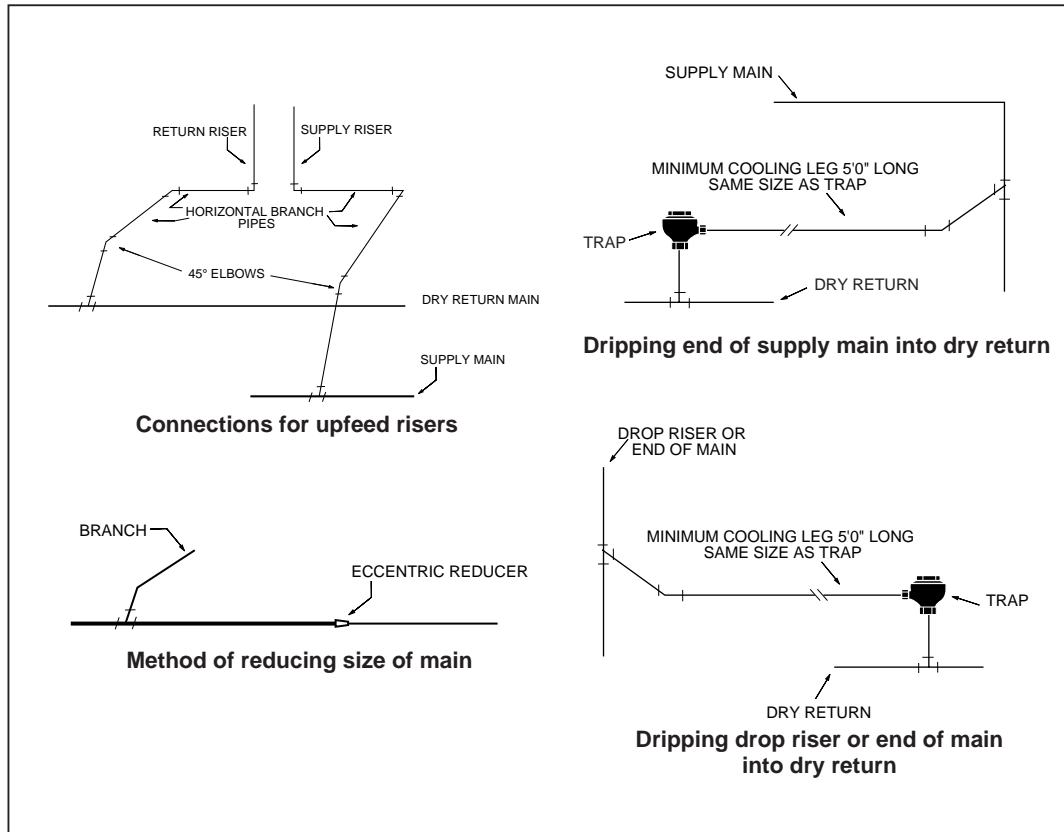 RETURN RISER
SUPPLY RISER
HORIZONTAL BRANCH
PIPES
45° ELBOWS
DRY RETURN MAIN
SUPPLY MAIN
Connections for upfeed risers
SUPPLY MAIN
MINIMUM COOLING LEG 5'0" LONG
SAME SIZE AS TRAP
TRAP
DRY RETURN
Dripping end of supply main into dry return
BRANCH
ECCENTRIC REDUCER
Method of reducing size of main
DROP RISER OR
END OF MAIN
MINIMUM COOLING LEG 5'0" LONG
SAME SIZE AS TRAP
TRAP
DRY RETURN
Dripping drop riser or end of main
into dry return